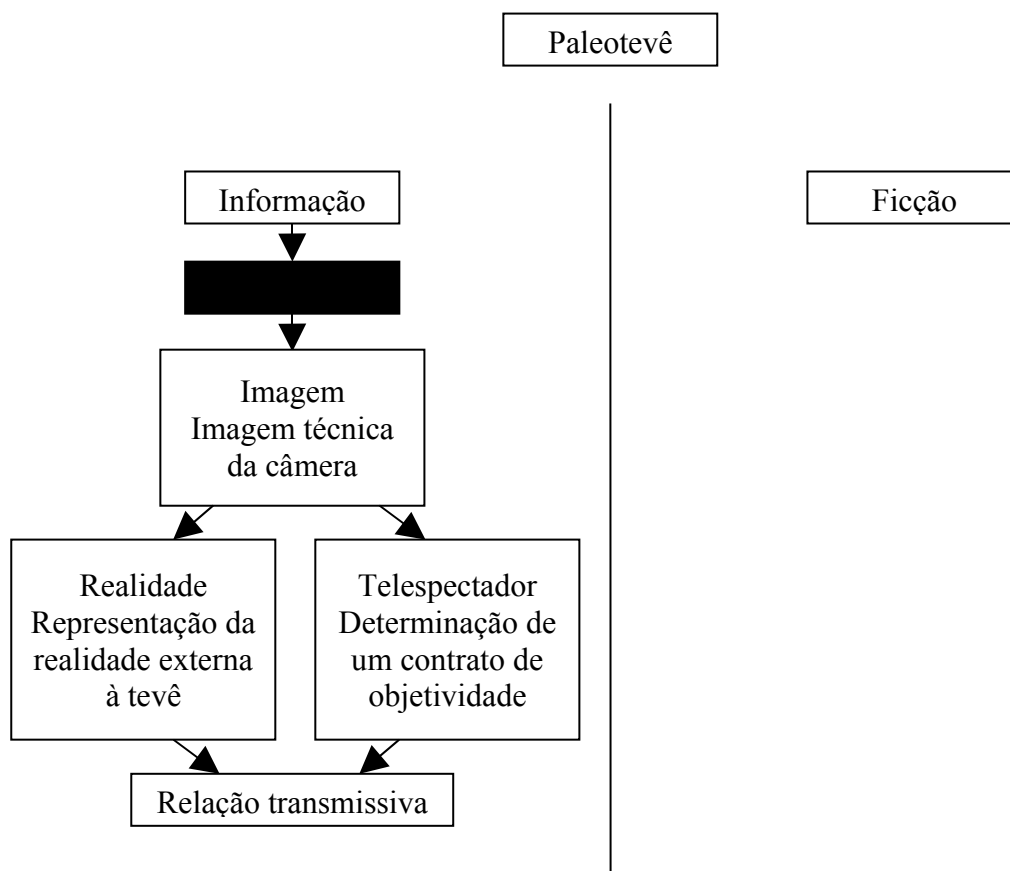 Paleotevê
Informação
Ficção
Imagem
Imagem técnica
da câmera
Realidade
Representação da
realidade externa
à tevê
Telespectador
Determinação de
um contrato de
objetividade
Relação transmissiva